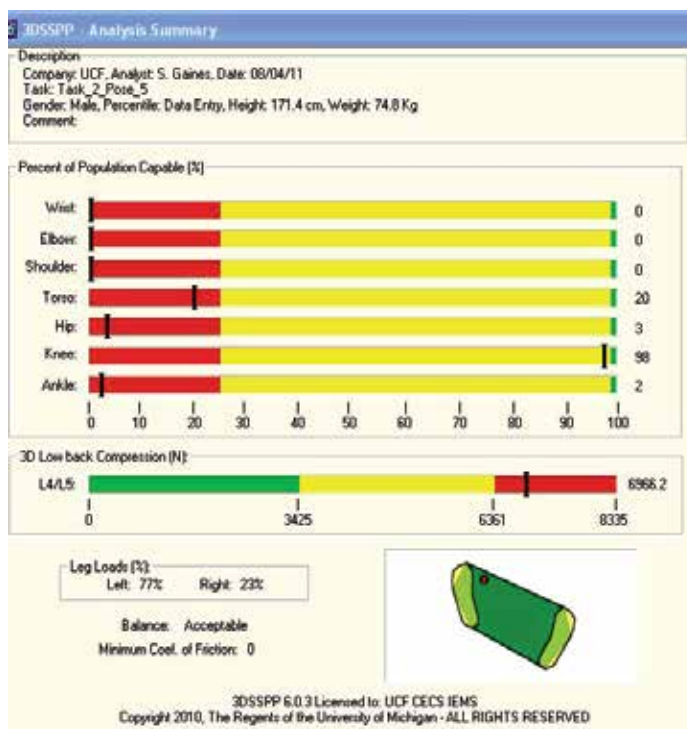 3DSSPP - Analysis Summary
Description
Company: UCF, Analyst: S. Gaines, Date: 08/04/11
Task: Task_2_Pose_5
Gender: Male, Percentile: Data Entry, Height: 171.4 cm, Weight: 74.8 Kg
Comment:
Percent of Population Capable (%)
Wrist: 0
Elbow: 0
Shoulder: 0
Torso: 20
Hip: 3
Knee: 98
Ankle: 2
0 10 20 30 40 50 60 70 80 90 100
3D Low back Compression (N):
L4/L5: 6966.2
0 3425 6361 8335
Leg Loads (%):
Left: 77% Right: 23%
Balance: Acceptable
Minimum Coef. of Friction: 0
3DSSPP 6.0.3 Licensed to: UCF CECS IEMS
Copyright 2010, The Regents of the University of Michigan - ALL RIGHTS RESERVED